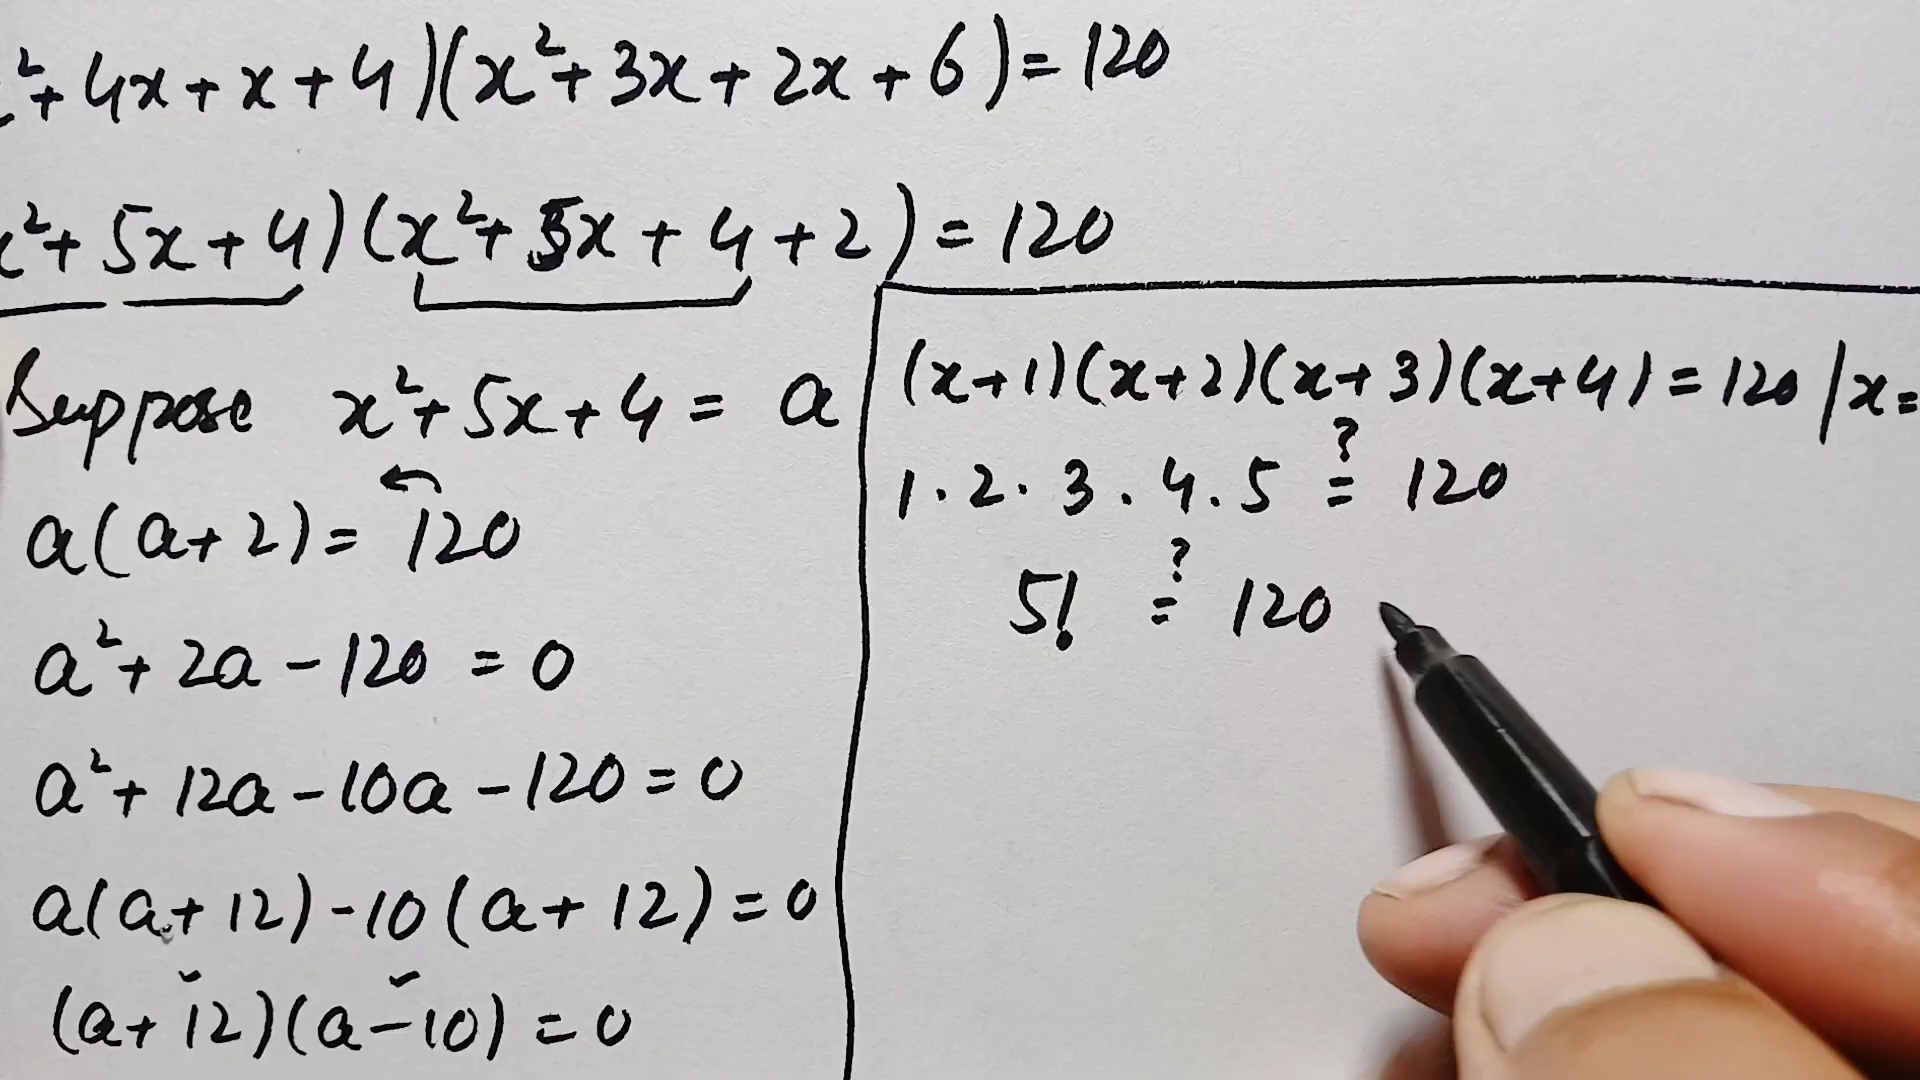 ²+4x+x+4)(x²+3x+2x+6)=120
x²+5x+4)(x²+5x+4+2)=120
Suppose x²+5x+4= a
a(a+2)= 120
a²+2a-120=0
a²+12a-10a-120=0
a(a+12)-10(a+12)=0
(a+12)(a-10)=0
(x+1)(x+2)(x+3)(x+4)=120 | x=
?
1·2·3·4·5 = 120
?
5! = 120